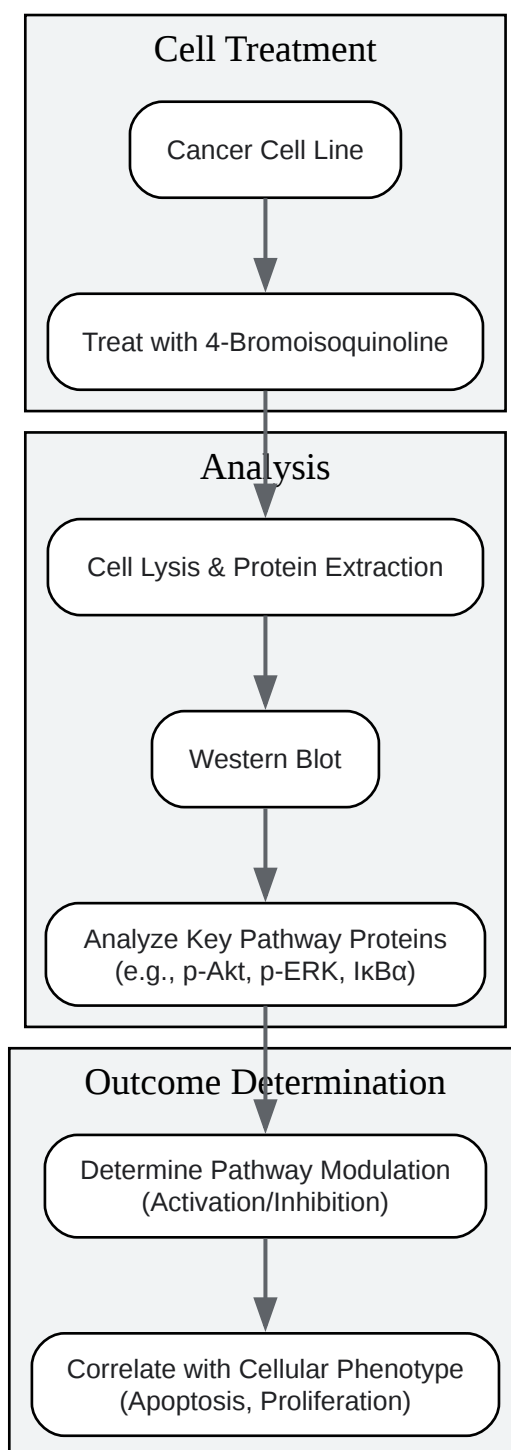 Cell Treatment
Cancer Cell Line
Treat with 4-Bromoisoquinoline
Analysis
Cell Lysis & Protein Extraction
Western Blot
Analyze Key Pathway Proteins
(e.g., p-Akt, p-ERK, IκBα)
Outcome Determination
Determine Pathway Modulation
(Activation/Inhibition)
Correlate with Cellular Phenotype
(Apoptosis, Proliferation)